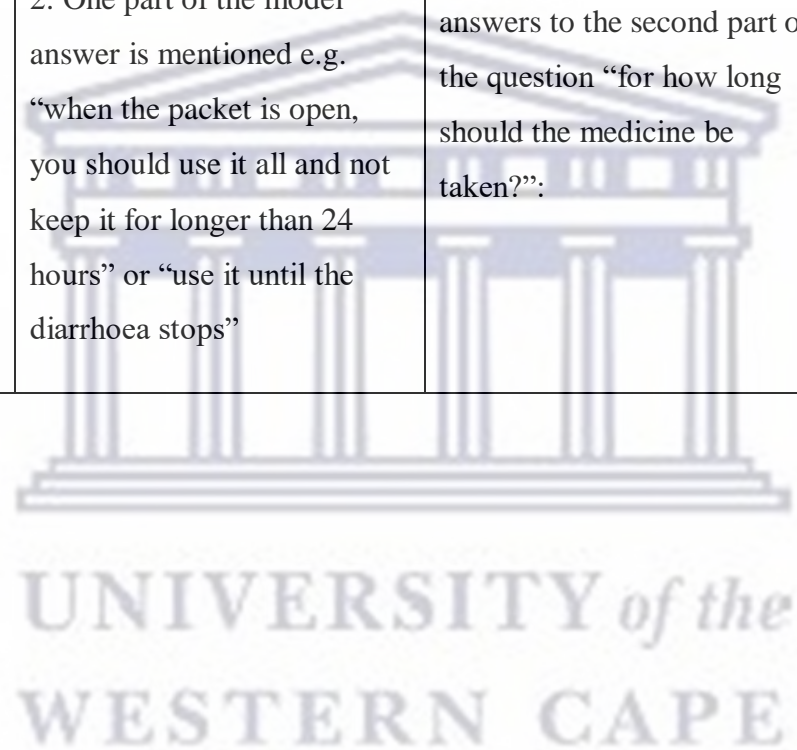 2. One part of the model
answer is mentioned e.g.
“when the packet is open,
you should use it all and not
keep it for longer than 24
hours” or “use it until the
diarrhoea stops”
answers to the second part
the question “for how long
should the medicine be
taken?”:
UNIVERSITY of the
WESTERN CAPE